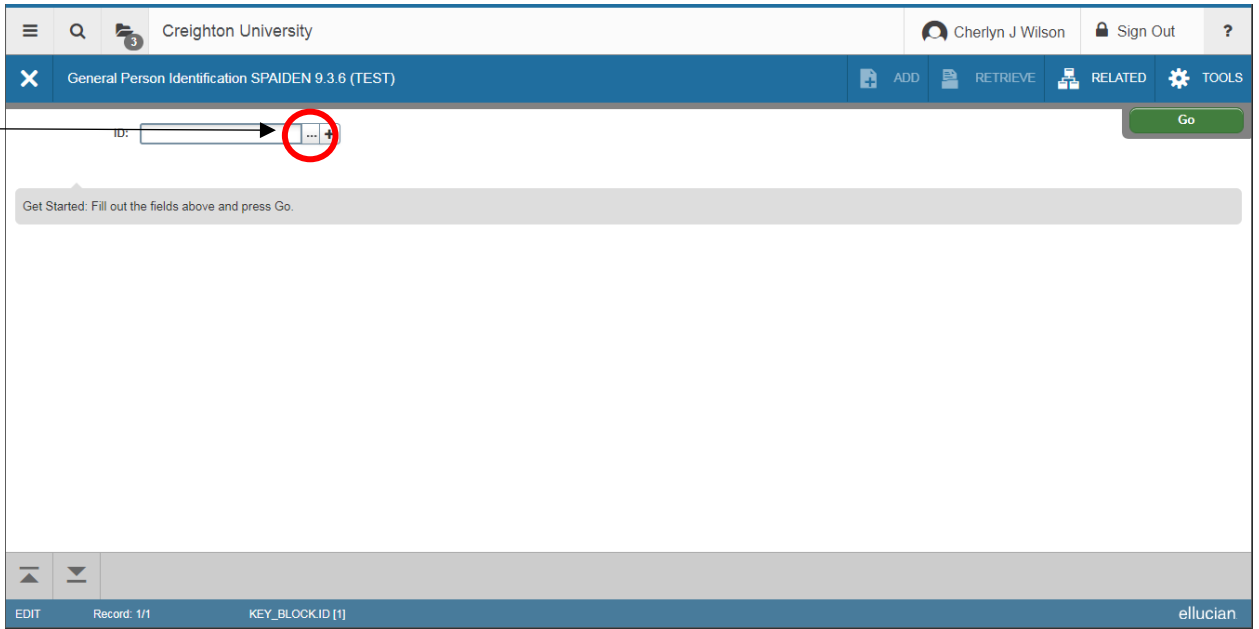 3 Creighton University Cherlyn J Wilson Sign Out ?
General Person Identification SPAIDEN 9.3.6 (TEST) ADD RETRIEVE RELATED TOOLS
Go
ID: ... +
Get Started: Fill out the fields above and press Go.
EDIT Record: 1/1 KEY_BLOCK.ID [1] ellucian